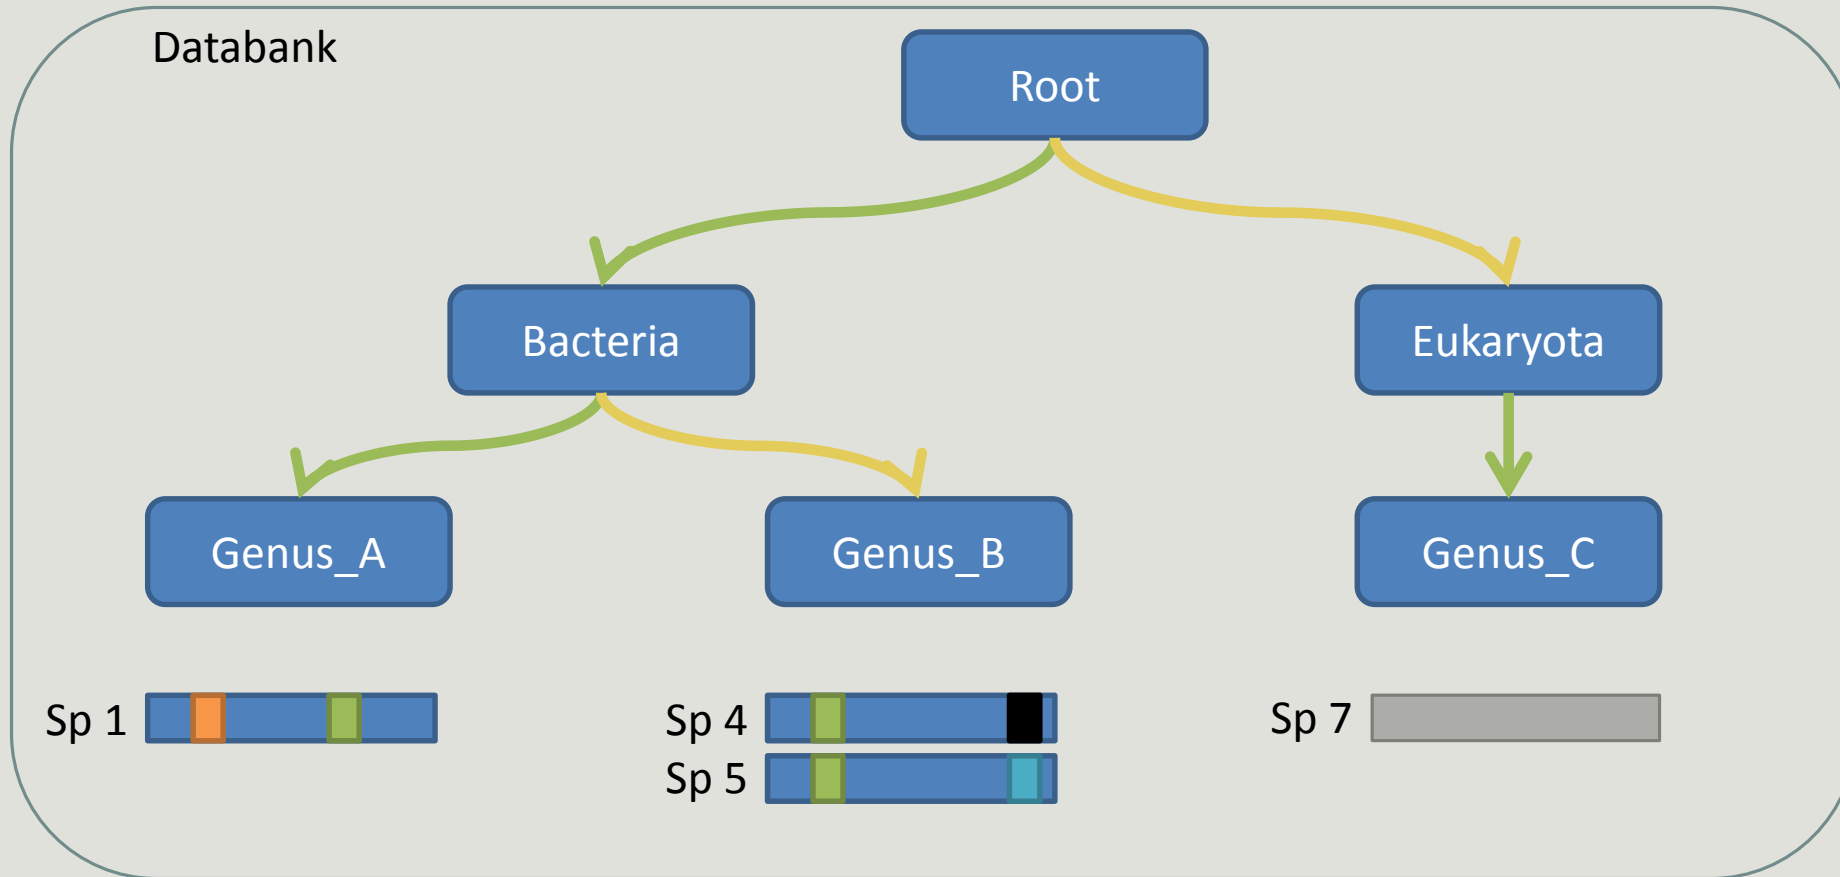 Databank
Root
Bacteria
Eukaryota
Genus_A
Genus_B
Genus_C
Sp 1
Sp 4
Sp 7
Sp 5